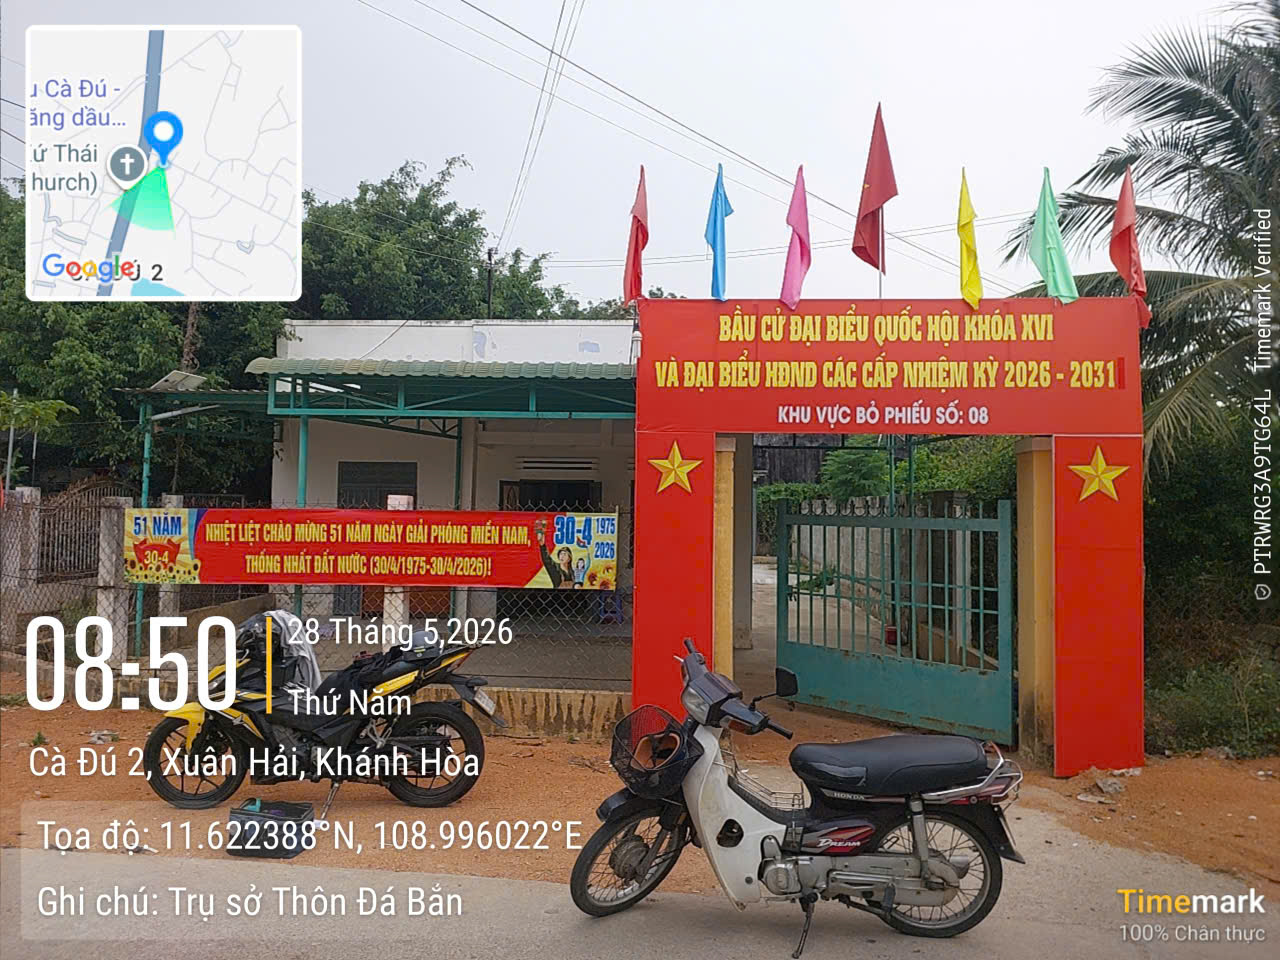 u Cà Đú -
ăng dầu...
ứ Thái
hurch)
Google
Ú 2
BẦU CỬ ĐẠI BIỂU QUỐC HỘI KHÓA XVI
VÀ ĐẠI BIỂU HĐND CÁC CẤP NHIỆM KỲ 2026 - 2031
KHU VỰC BỎ PHIẾU SỐ: 08
51 NĂM
30-4
NHIỆT LIỆT CHÀO MỪNG 51 NĂM NGÀY GIẢI PHÓNG MIỀN NAM,
THỐNG NHẤT ĐẤT NƯỚC (30/4/1975-30/4/2026)!
30-4
1975
2026
08:50
28 Tháng 5,2026
Thứ Năm
Cà Đú 2, Xuân Hải, Khánh Hòa
Tọa độ: 11.622388°N, 108.996022°E
Ghi chú: Trụ sở Thôn Đá Bắn
HONDA
DREAM
PTRWRG3A9TG64L Timemark Verified
Timemark
100% Chân thực